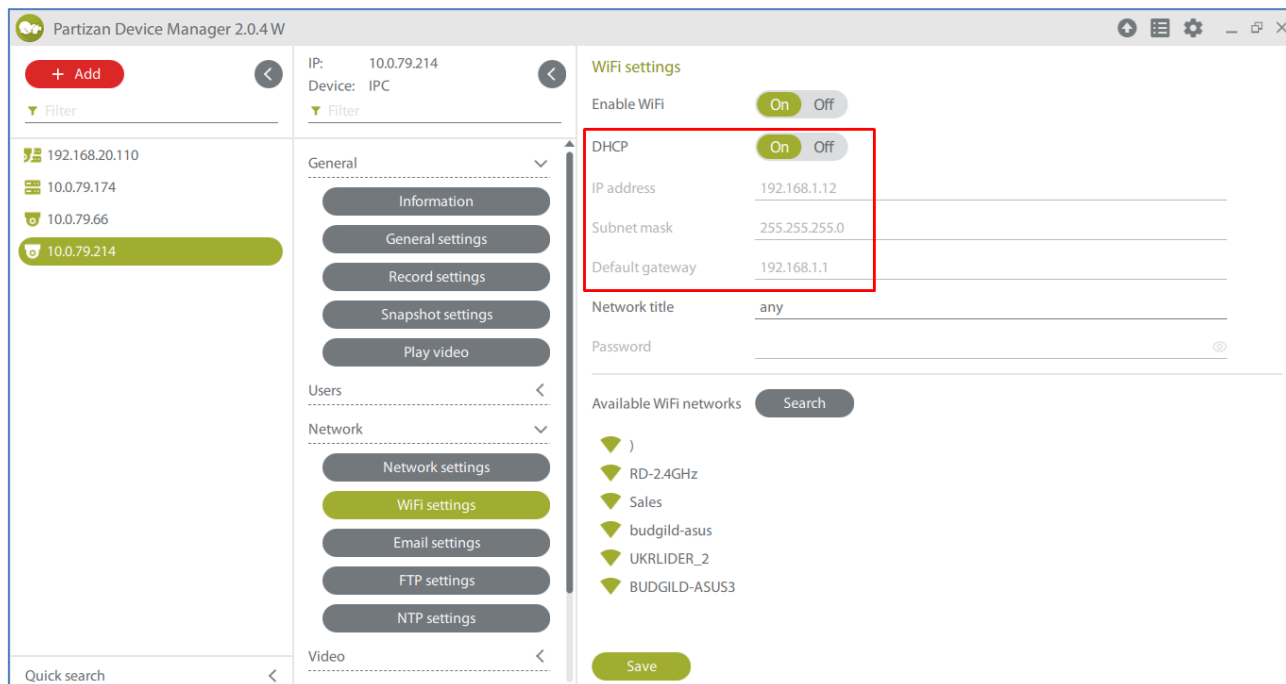 Partizan Device Manager 2.0.4 W
+ Add
Filter
192.168.20.110
10.0.79.174
10.0.79.66
10.0.79.214
Quick search
IP: 10.0.79.214
Device: IPC
Filter
General
Information
General settings
Record settings
Snapshot settings
Play video
Users
Network
Network settings
WiFi settings
Email settings
FTP settings
NTP settings
Video
WiFi settings
Enable WiFi On Off
DHCP On Off
IP address 192.168.1.12
Subnet mask 255.255.255.0
Default gateway 192.168.1.1
Network title any
Password
Available WiFi networks Search
)
RD-2.4GHz
Sales
budgild-asus
UKRLIDER_2
BUDGILD-ASUS3
Save